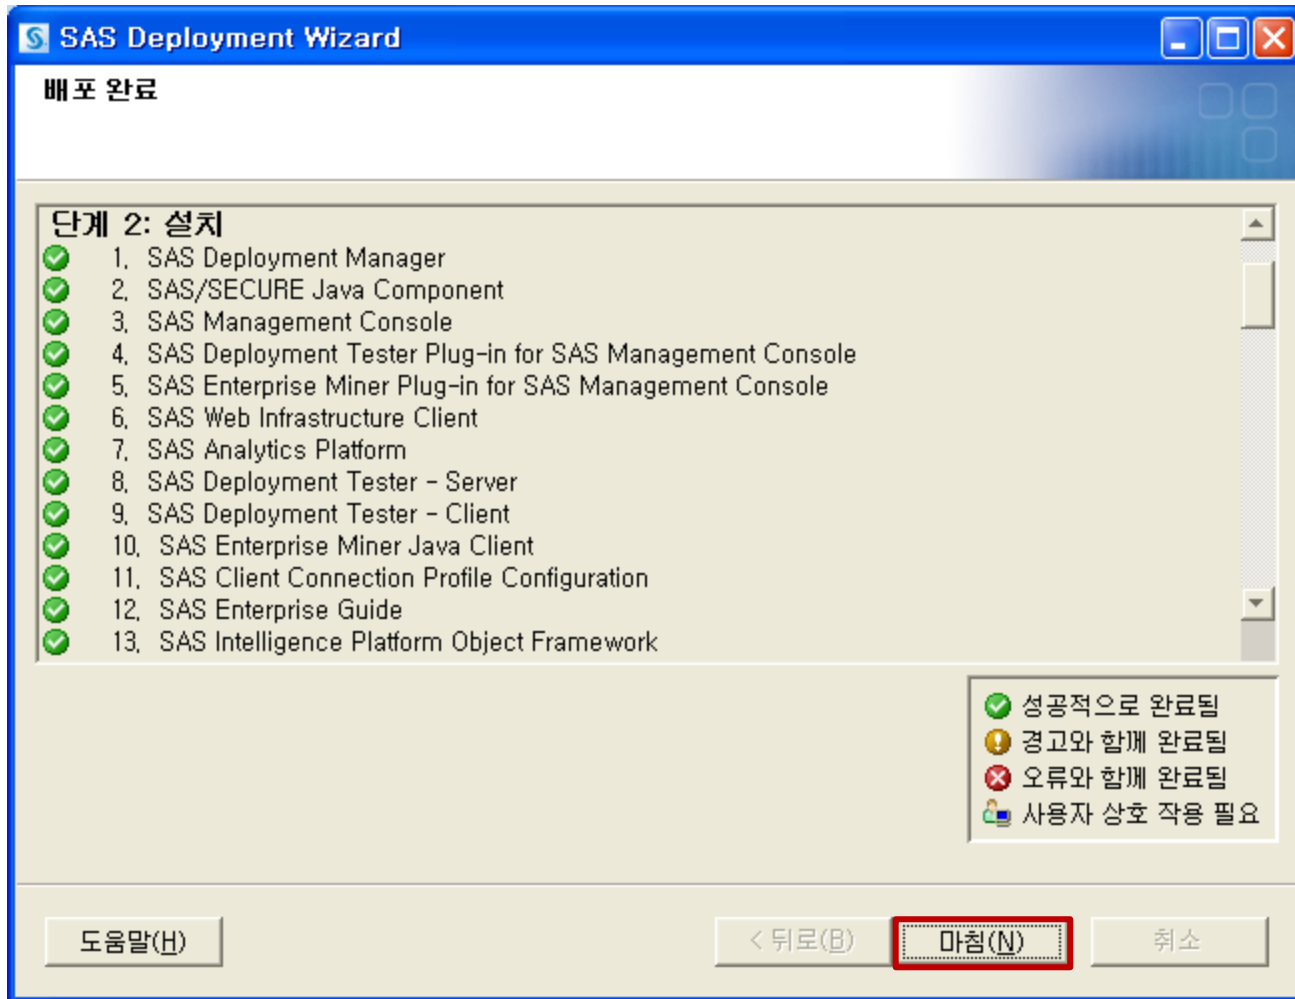 SAS Deployment Wizard
배포 완료
단계 2: 설치
1. SAS Deployment Manager
2. SAS/SECURE Java Component
3. SAS Management Console
4. SAS Deployment Tester Plug-in for SAS Management Console
5. SAS Enterprise Miner Plug-in for SAS Management Console
6. SAS Web Infrastructure Client
7. SAS Analytics Platform
8. SAS Deployment Tester - Server
9. SAS Deployment Tester - Client
10. SAS Enterprise Miner Java Client
11. SAS Client Connection Profile Configuration
12. SAS Enterprise Guide
13. SAS Intelligence Platform Object Framework
성공적으로 완료됨
경고와 함께 완료됨
오류와 함께 완료됨
사용자 상호 작용 필요
도움말(H) < 뒤로(B) 마침(N) 취소